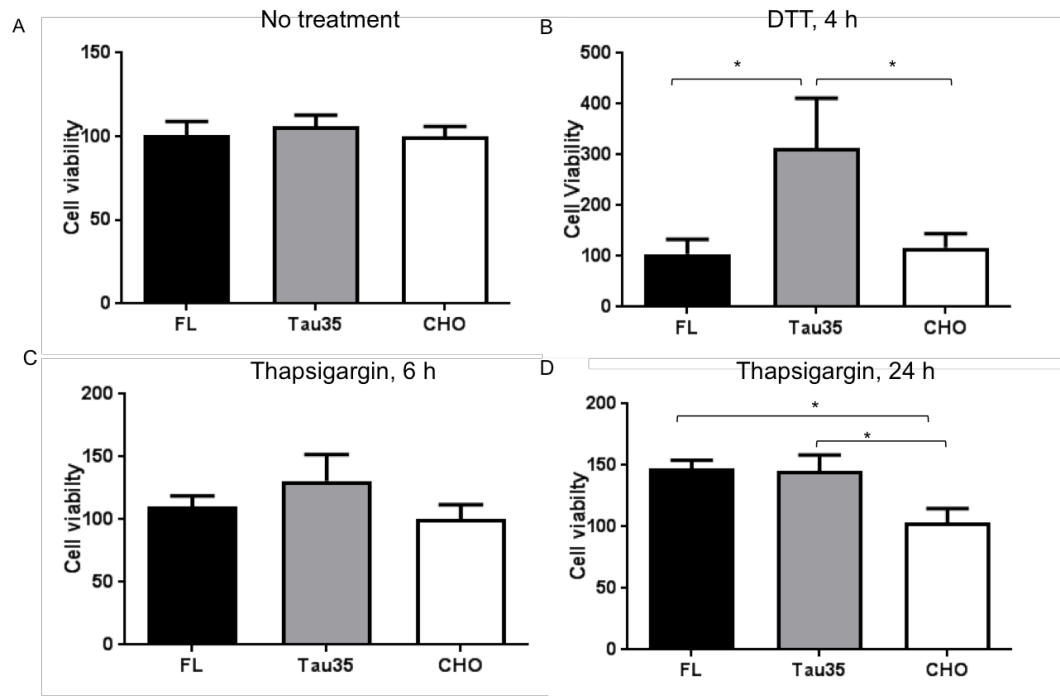 A
No treatment
150
100
50
0
Cell viability
FL
Tau35
CHO
B
DTT, 4 h
500
400
300
200
100
0
Cell Viability
*
*
FL
Tau35
CHO
C
Thapsigargin, 6 h
200
150
100
50
0
Cell viabilty
FL
Tau35
CHO
D
Thapsigargin, 24 h
200
150
100
50
0
Cell viabilty
*
*
FL
Tau35
CHO